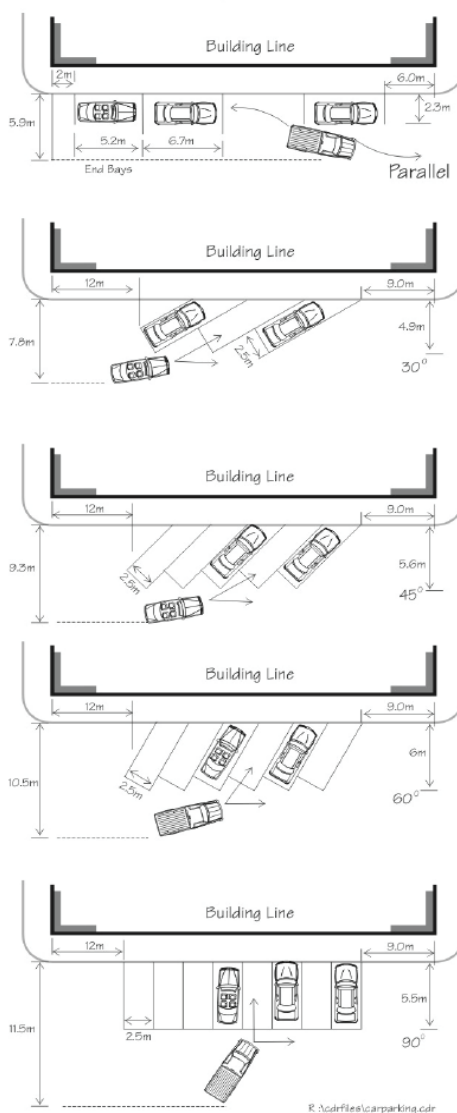 Building Line
2m
6.0m
5.9m
2.3m
5.2m
6.7m
End Bays
Parallel
Building Line
12m
9.0m
7.8m
4.9m
2.5m
30°
Building Line
12m
9.0m
9.3m
5.6m
2.5m
45°
Building Line
12m
9.0m
10.5m
6m
2.5m
60°
Building Line
12m
9.0m
11.5m
5.5m
2.5m
90°
R:\cdrfiles\carparking.cdr